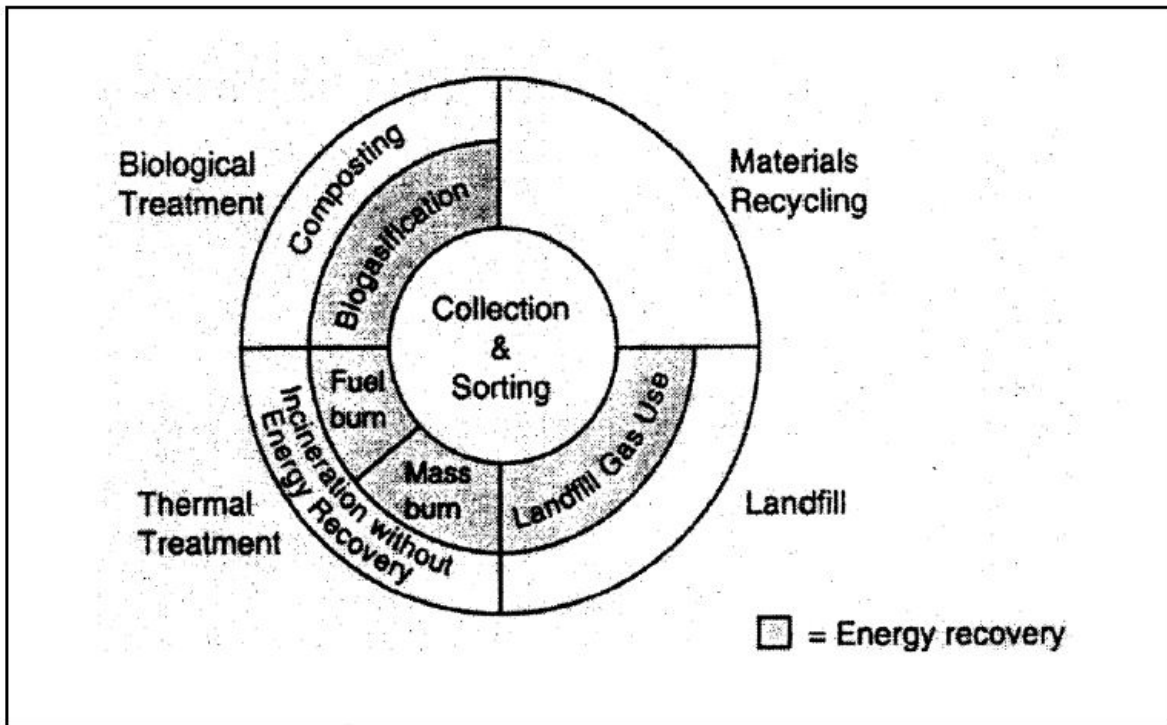 Biological
Treatment
Composting
Biogasification
Materials
Recycling
Collection
&
Sorting
Fuel
burn
Mass
burn
Incineration without
Energy Recovery
Landfill Gas Use
Thermal
Treatment
Landfill
= Energy recovery